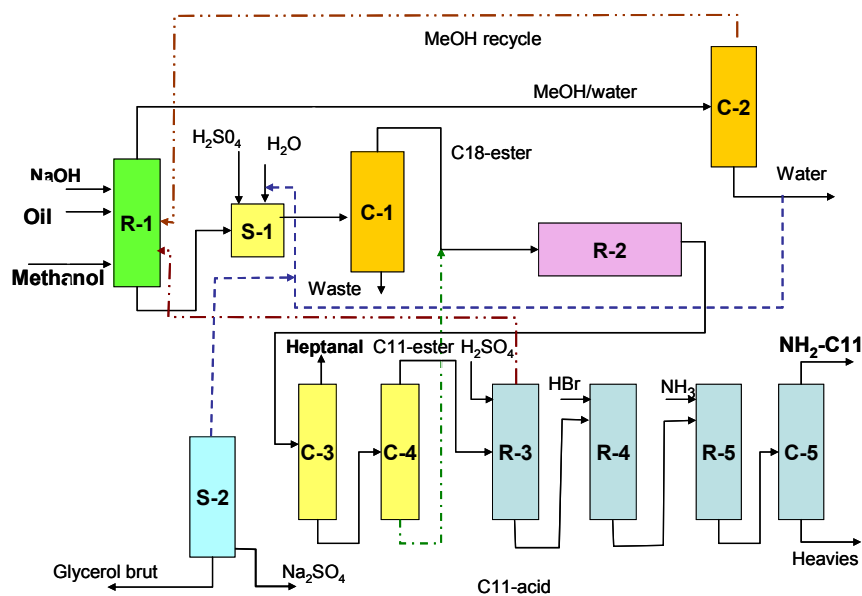 MeOH recycle
MeOH/water
C-2
H₂S0₄
H₂O
C18-ester
NaOH
Water
Oil
R-1
S-1
C-1
R-2
Methanol
Waste
Heptanal
C11-ester
H₂SO₄
NH₂-C11
HBr
NH₃
C-3
C-4
R-3
R-4
R-5
C-5
S-2
Heavies
Glycerol brut
Na₂SO₄
C11-acid